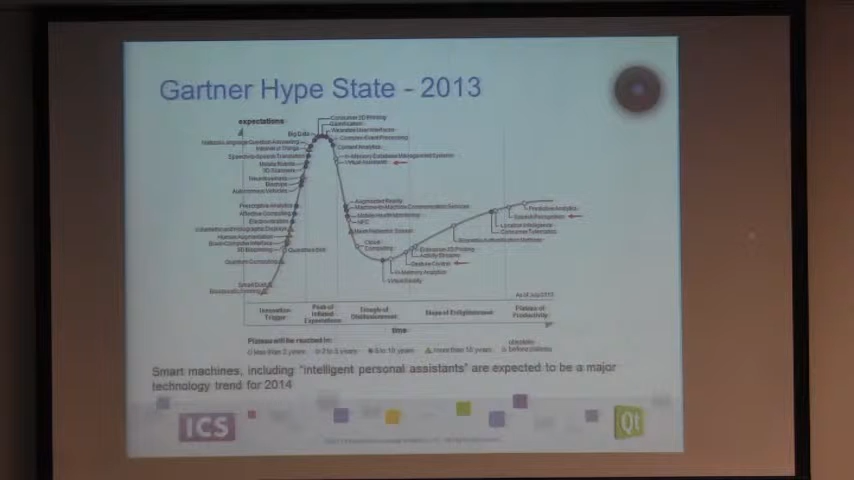 Gartner Hype State - 2013
expectations
Consumer 3D Printing
Gamification
Wearable User Interfaces
Big Data
Complex-Event Processing
Natural-Language Question Answering
Content Analytics
Internet of Things
In-Memory Database Management Systems
Speech-to-Speech Translation
Virtual Assistants
Mobile Robots
3D Scanners
Neurobusiness
Biochips
Autonomous Vehicles
Augmented Reality
Prescriptive Analytics
Machine-to-Machine Communication Services
Predictive Analytics
Affective Computing
Mobile Health Monitoring
Speech Recognition
Electrovibration
NFC
Location Intelligence
Volumetric and Holographic Displays
Mesh Networks: Sensor
Consumer Telematics
Human Augmentation
Brain-Computer Interface
Cloud
Computing
Biometric Authentication Methods
3D Bioprinting
Quantified Self
Enterprise 3D Printing
Activity Streams
Quantum Computing
Gesture Control
In-Memory Analytics
Virtual Reality
Smart Dust
Bioacoustic Sensing
As of July 2013
Innovation
Trigger
Peak of
Inflated
Expectations
Trough of
Disillusionment
Slope of Enlightenment
Plateau of
Productivity
time
Plateau will be reached in:
obsolete
less than 2 years
2 to 5 years
5 to 10 years
more than 10 years
before plateau
Smart machines, including "intelligent personal assistants" are expected to be a major
technology trend for 2014
ICS
Qt